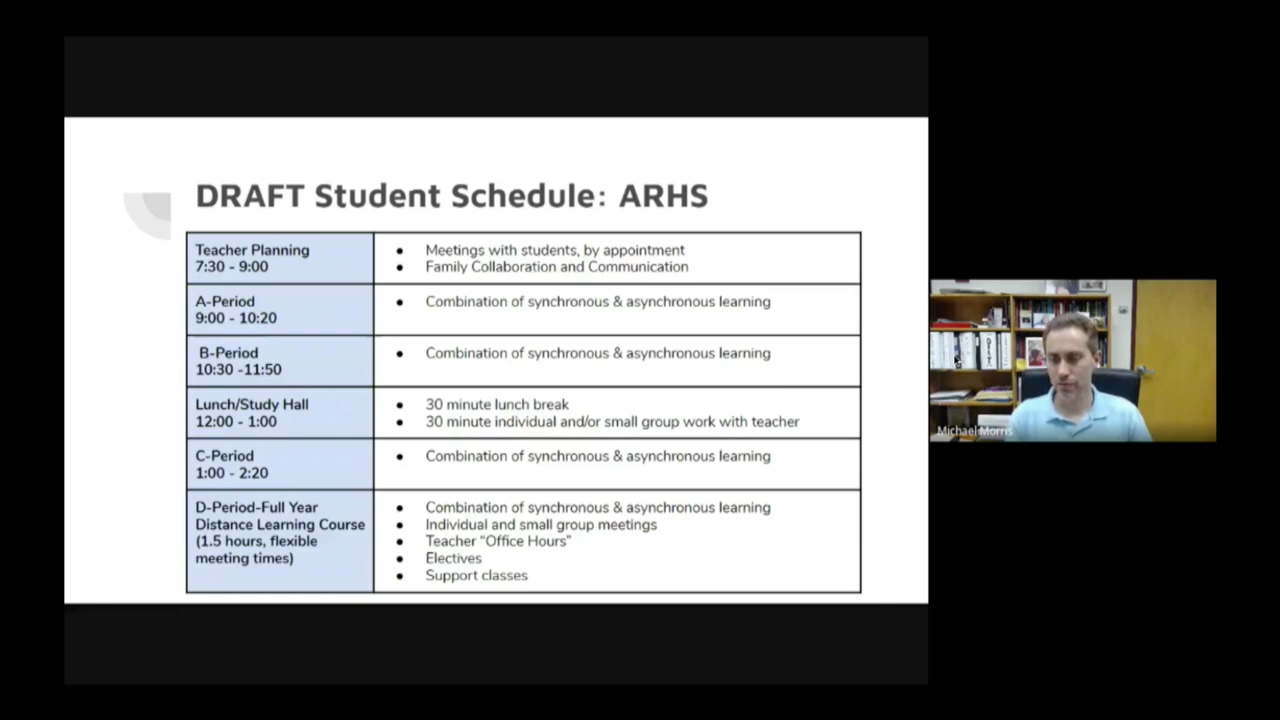 DRAFT Student Schedule: ARHS
Teacher Planning
7:30 - 9:00
● Meetings with students, by appointment
● Family Collaboration and Communication
A-Period
9:00 - 10:20
● Combination of synchronous & asynchronous learning
B-Period
10:30 -11:50
● Combination of synchronous & asynchronous learning
Lunch/Study Hall
12:00 - 1:00
● 30 minute lunch break
● 30 minute individual and/or small group work with teacher
C-Period
1:00 - 2:20
● Combination of synchronous & asynchronous learning
D-Period-Full Year
Distance Learning Course
(1.5 hours, flexible
meeting times)
● Combination of synchronous & asynchronous learning
● Individual and small group meetings
● Teacher “Office Hours”
● Electives
● Support classes
Michael Morris